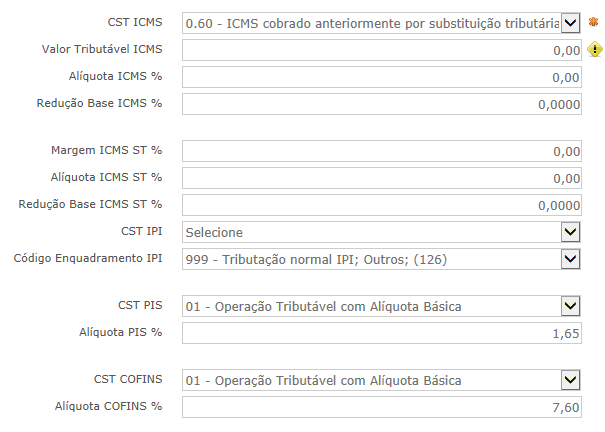 CST ICMS 0.60 - ICMS cobrado anteriormente por substituição tributária
Valor Tributável ICMS 0,00
Alíquota ICMS % 0,00
Redução Base ICMS % 0,0000
Margem ICMS ST % 0,00
Alíquota ICMS ST % 0,00
Redução Base ICMS ST % 0,0000
CST IPI Selecione
Código Enquadramento IPI 999 - Tributação normal IPI; Outros; (126)
CST PIS 01 - Operação Tributável com Alíquota Básica
Alíquota PIS % 1,65
CST COFINS 01 - Operação Tributável com Alíquota Básica
Alíquota COFINS % 7,60